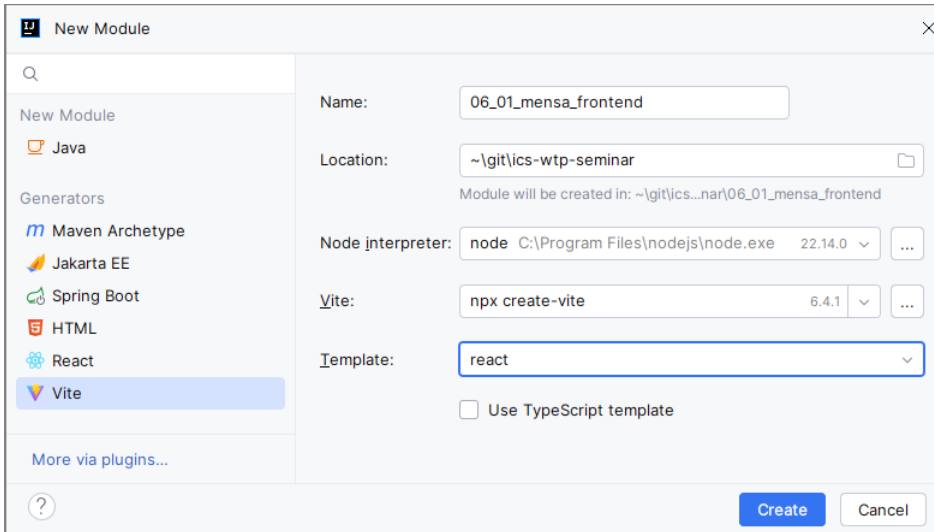 New Module
New Module
Java
Generators
Maven Archetype
Jakarta EE
Spring Boot
HTML
React
Vite
More via plugins...
Name: 06_01_mensa_frontend
Location: ~\git\ics-wtp-seminar
Module will be created in: ~\git\ics...nar\06_01_mensa_frontend
Node interpreter: node C:\Program Files\nodejs\node.exe 22.14.0 ...
Vite: npx create-vite 6.4.1 ...
Template: react
Use TypeScript template
? Create Cancel